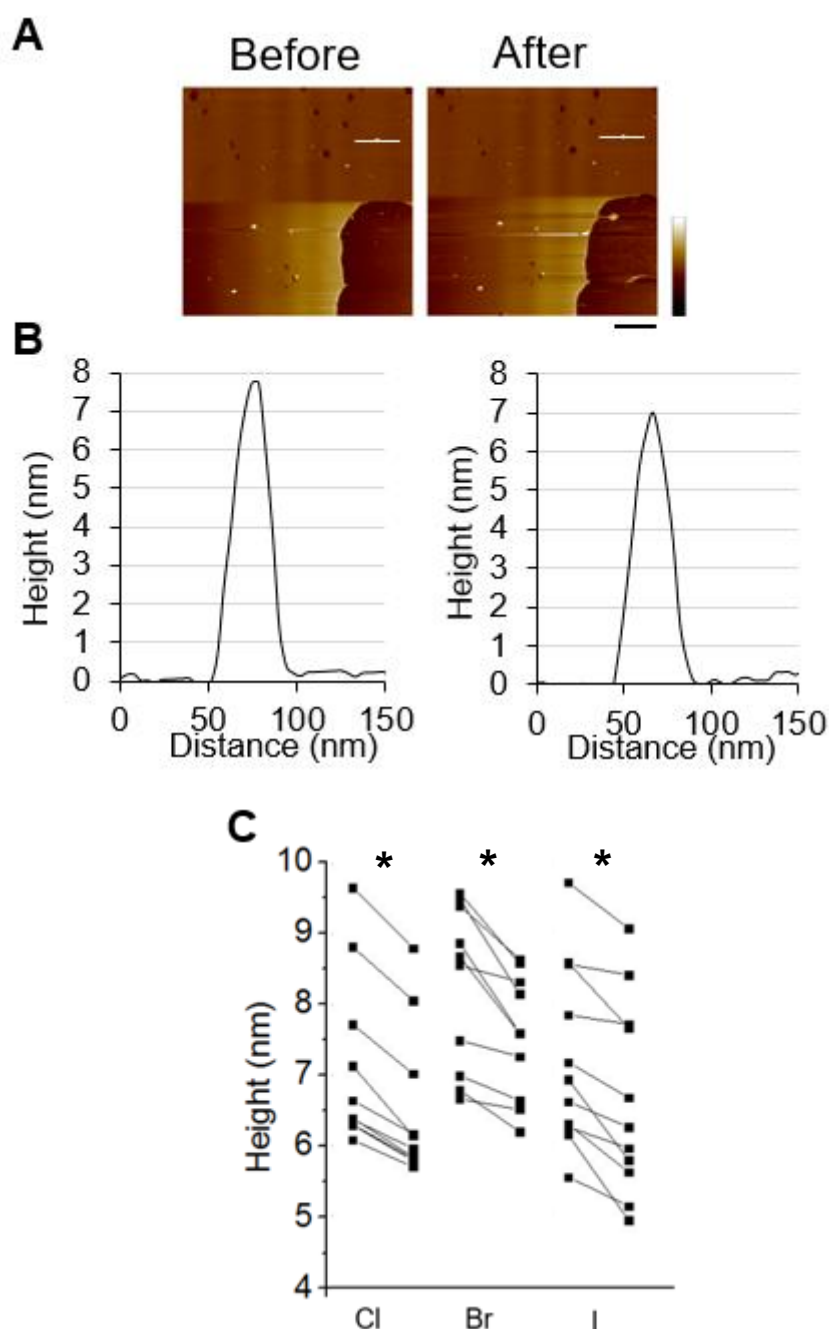 A
Before After
B
8 8
7 7
6 6
5 5
4 4
3 3
2 2
1 1
0 0
Height (nm) Height (nm)
0 50 100 150 0 50 100 150
Distance (nm) Distance (nm)
C
* * *
10
9
8
7
6
5
4
Height (nm)
Cl Br I